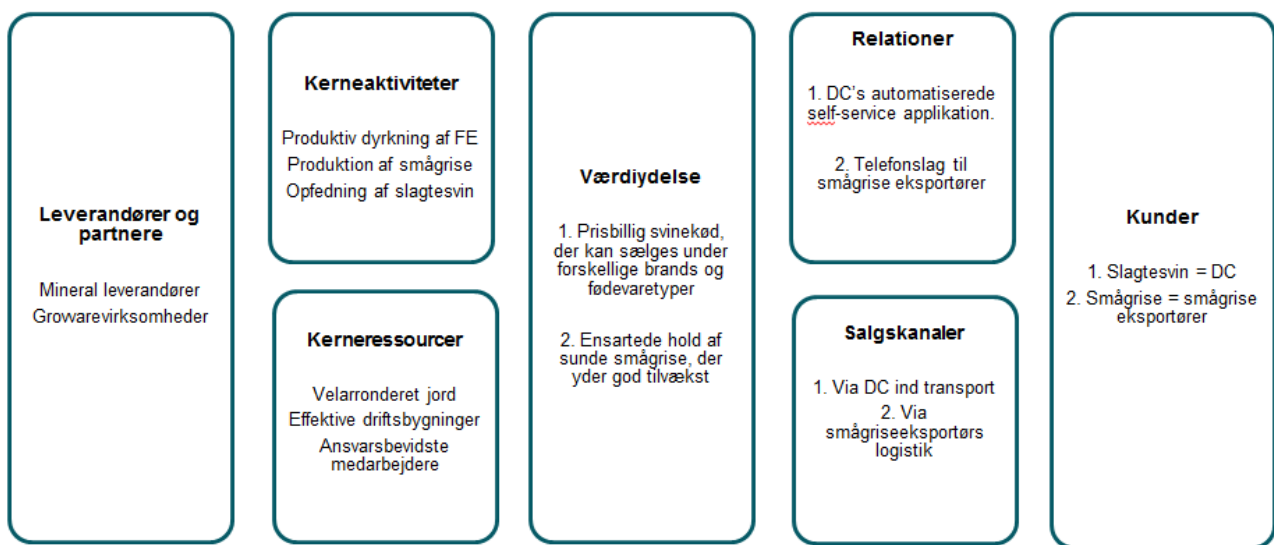 Leverandører og
partnere
Mineral leverandører
Growarevirksomheder
Kerneaktiviteter
Produktiv dyrkning af FE
Produktion af smågrise
Opfedning af slagtesvin
Kerneressourcer
Velarronderet jord
Effektive driftsbygninger
Ansvarsbevidste
medarbejdere
Værdiydelse
1. Prisbillig svinekød,
der kan sælges under
forskellige brands og
fødevaretyper
2. Ensartede hold af
sunde smågrise, der
yder god tilvækst
Relationer
1. DC's automatiserede
self-service applikation.
2. Telefonslag til
smågrise eksportører
Salgskanaler
1. Via DC ind transport
2. Via
smågriseeksportørs
logistik
Kunder
1. Slagtesvin = DC
2. Smågrise = smågrise
eksportører